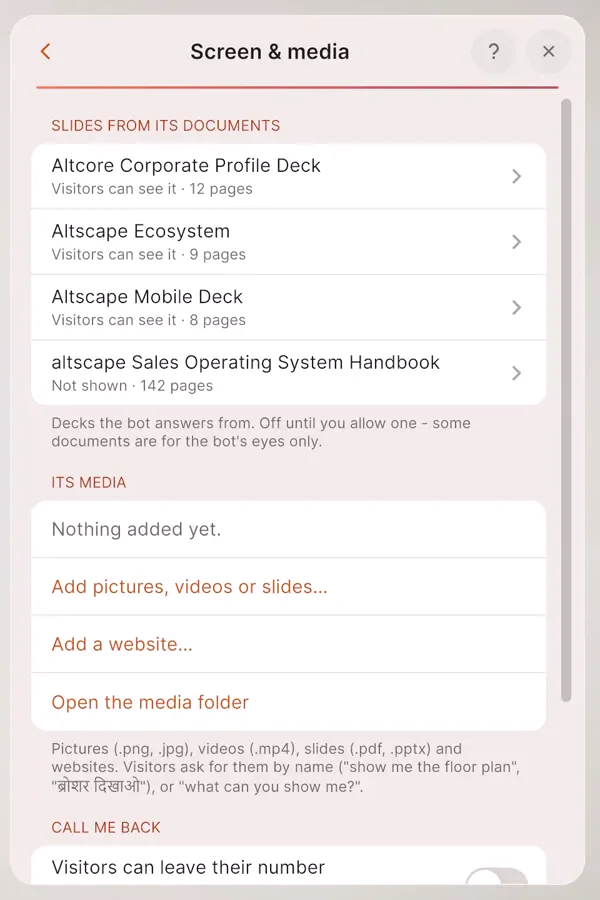 Screen & media
?
SLIDES FROM ITS DOCUMENTS
Altcore Corporate Profile Deck
Visitors can see it · 12 pages
Altscape Ecosystem
Visitors can see it · 9 pages
Altscape Mobile Deck
Visitors can see it · 8 pages
altscape Sales Operating System Handbook
Not shown · 142 pages
Decks the bot answers from. Off until you allow one - some
documents are for the bot's eyes only.
ITS MEDIA
Nothing added yet.
Add pictures, videos or slides...
Add a website...
Open the media folder
Pictures (.png, .jpg), videos (.mp4), slides (.pdf, .pptx) and
websites. Visitors ask for them by name ("show me the floor plan",
"ब्रोशर दिखाओ"), or "what can you show me?".
CALL ME BACK
Visitors can leave their number